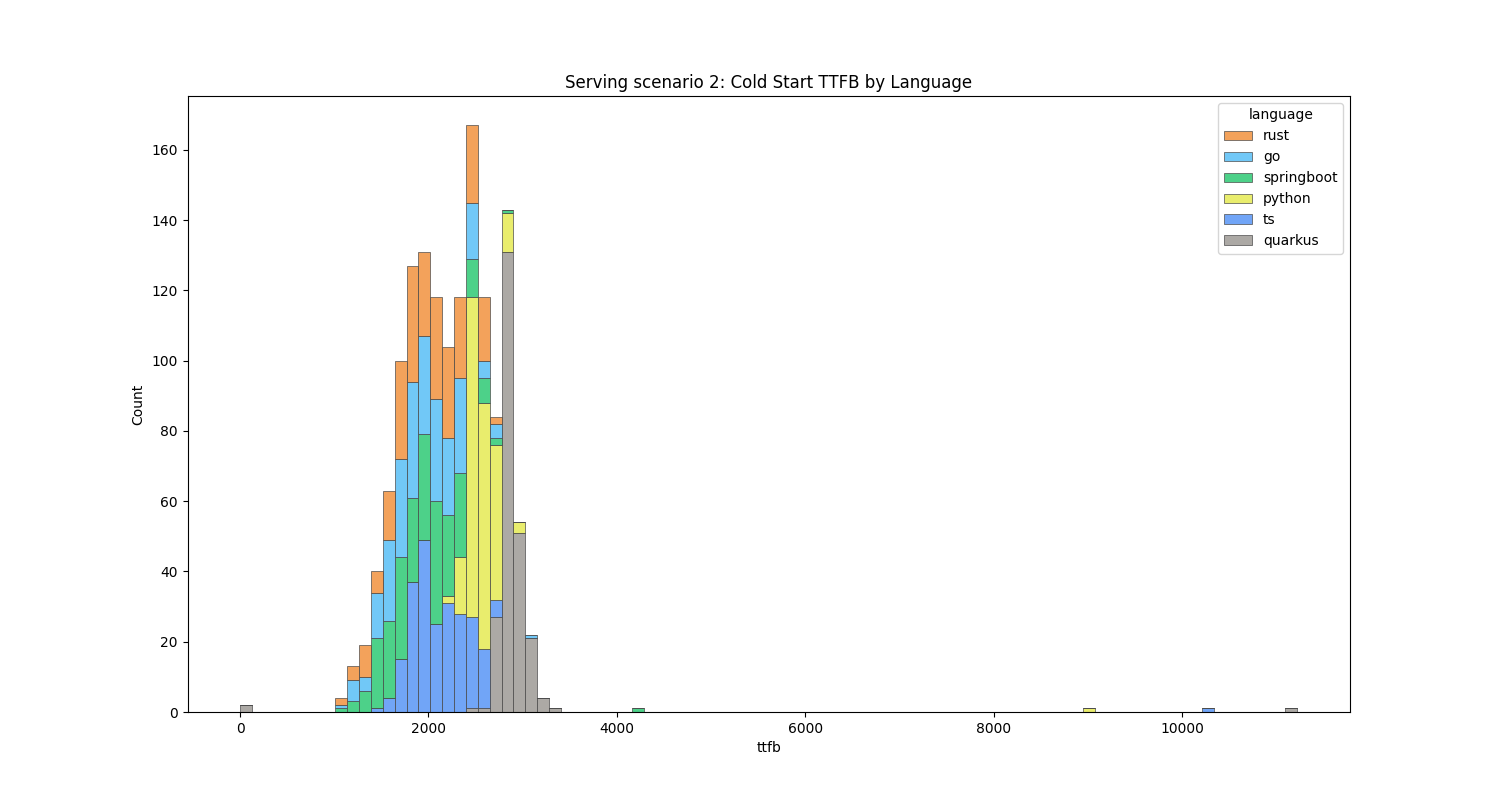 Serving scenario 2: Cold Start TTFB by Language
language
rust
go
springboot
python
ts
quarkus
160
140
120
100
80
60
40
20
0
Count
0 2000 4000 6000 8000 10000
ttfb